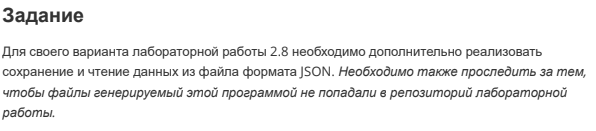 Задание
Для своего варианта лабораторной работы 2.8 необходимо дополнительно реализовать
сохранение и чтение данных из файла формата JSON. Необходимо также проследить за тем,
чтобы файлы генерируемый этой программой не попадали в репозиторий лабораторной
работы.